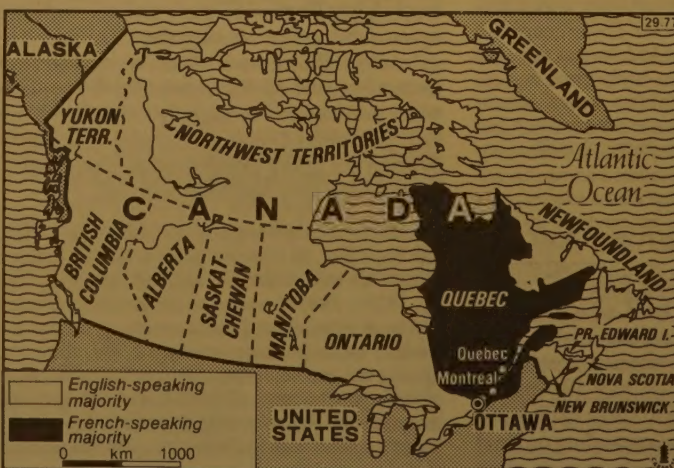 29.77
ALASKA
GREENLAND
YUKON
TERR.
NORTHWEST TERRITORIES
Atlantic
Ocean
CANADA
NEWFOUNDLAND
BRITISH
COLUMBIA
ALBERTA
SASKAT-
CHEWAN
MANITOBA
ONTARIO
QUEBEC
PR. EDWARD I.
Quebec
Montreal
NOVA SCOTIA
NEW BRUNSWICK
OTTAWA
UNITED
STATES
English-speaking
majority
French-speaking
majority
0 km 1000